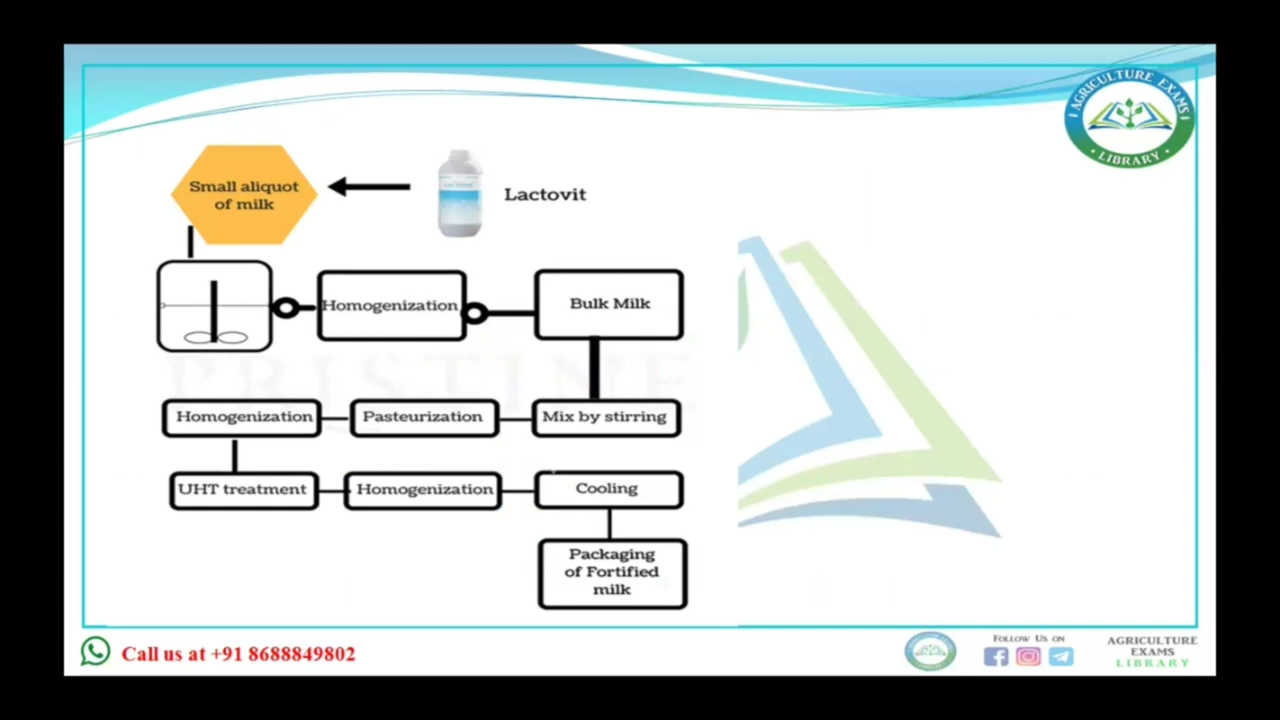 AGRICULTURE EXAMS
LIBRARY
Small aliquot
of milk
Lactovit
Homogenization
Bulk Milk
PRISTINE
Homogenization
Pasteurization
Mix by stirring
UHT treatment
Homogenization
Cooling
Packaging
of Fortified
milk
Call us at +91 8688849802
FOLLOW US ON
AGRICULTURE
EXAMS
LIBRARY